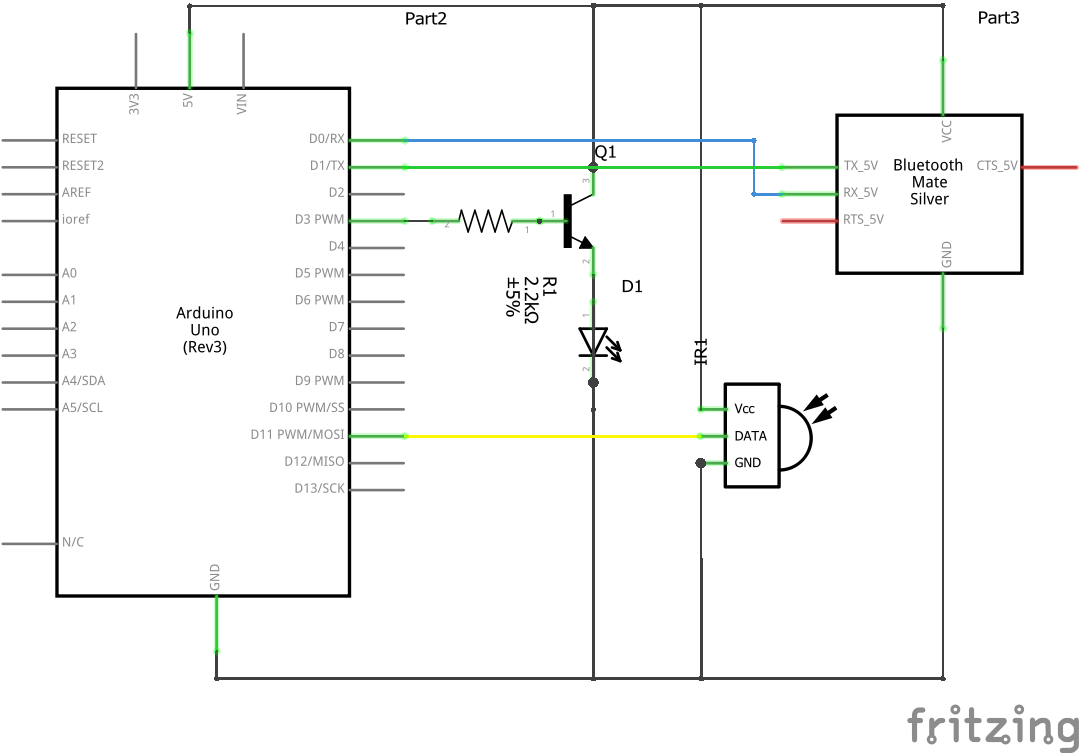 Part2
Part3
3V3
5V
VIN
RESET
RESET2
AREF
ioref
A0
A1
A2
A3
A4/SDA
A5/SCL
N/C
Arduino
Uno
(Rev3)
D0/RX
D1/TX
D2
D3 PWM
D4
D5 PWM
D6 PWM
D7
D8
D9 PWM
D10 PWM/SS
D11 PWM/MOSI
D12/MISO
D13/SCK
GND
2
1
R1
2.2kΩ
±5%
Q1
3
1
2
D1
1
2
IR1
Vcc
DATA
GND
VCC
TX_5V
RX_5V
RTS_5V
Bluetooth
Mate
Silver
CTS_5V
GND
fritzing